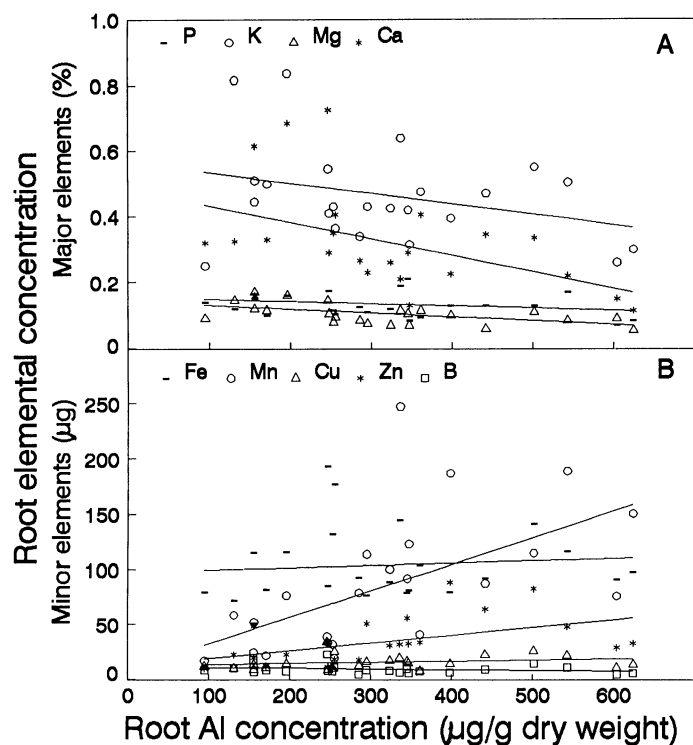 1.0
0.8
0.6
0.4
0.2
0
P K Mg Ca
A
Root elemental concentration
Major elements (%)
Minor elements (µg)
Fe Mn Cu Zn B
B
250
200
150
100
50
0
0 100 200 300 400 500 600 700
Root Al concentration (µg/g dry weight)